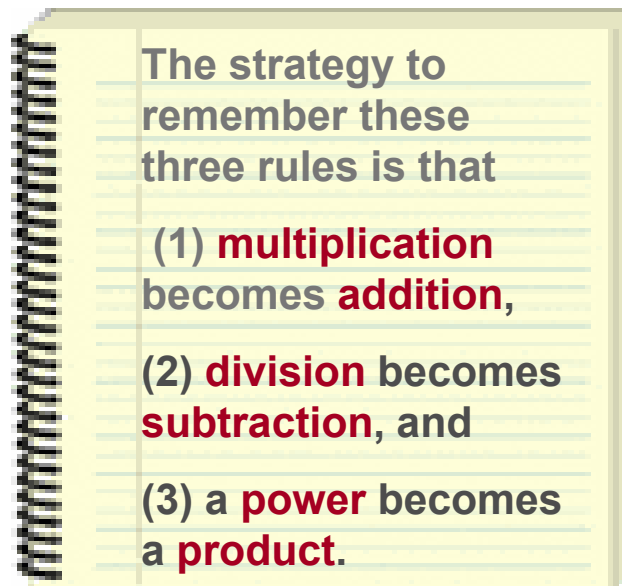 The strategy to
remember these
three rules is that
(1) multiplication
becomes addition,
(2) division becomes
subtraction, and
(3) a power becomes
a product.